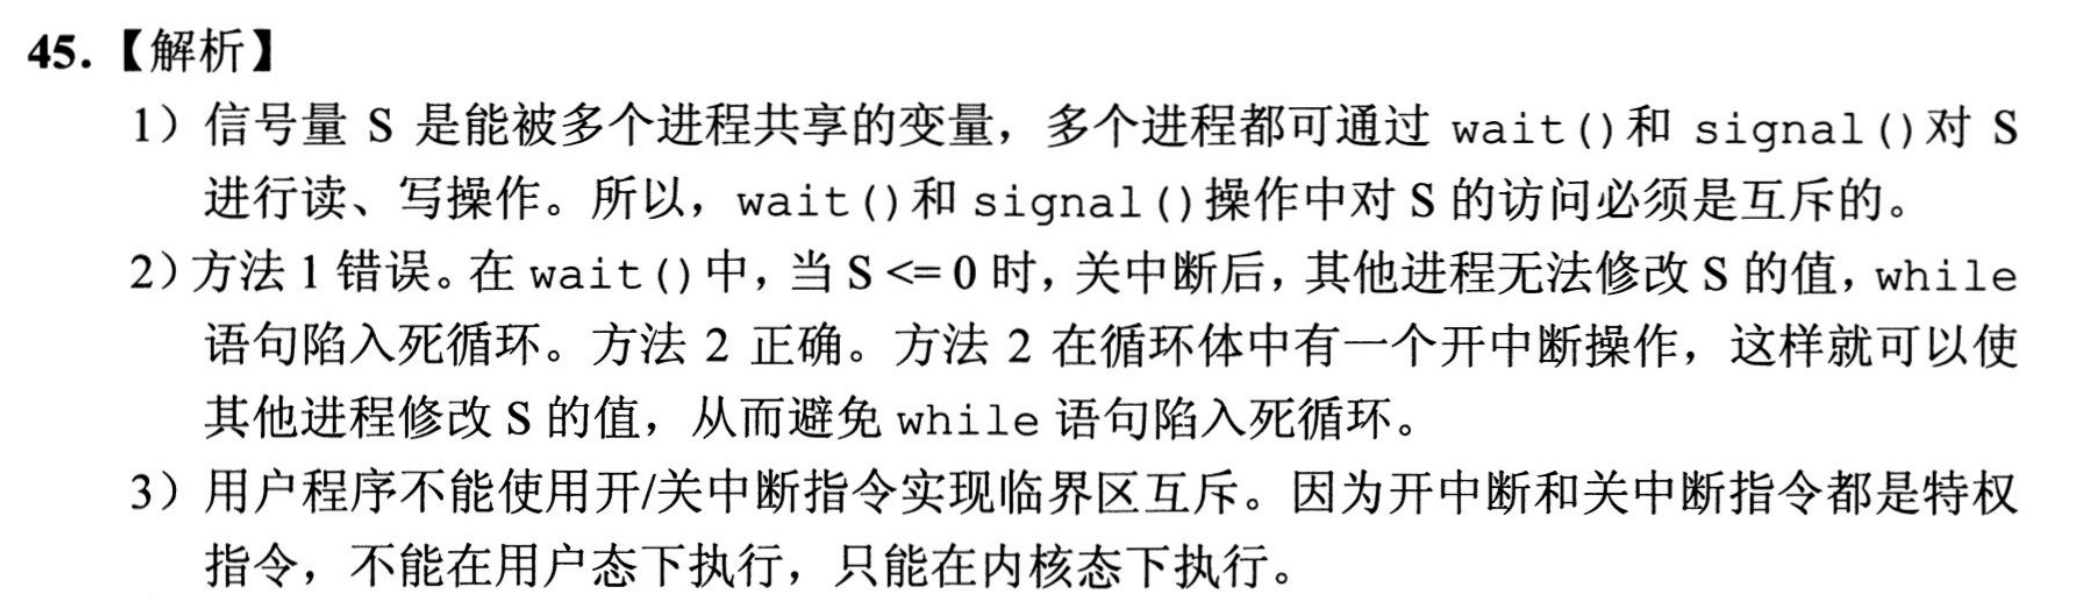 45.【解析】
1）信号量 S 是能被多个进程共享的变量，多个进程都可通过 wait()和 signal()对 S
进行读、写操作。所以，wait()和 signal()操作中对 S 的访问必须是互斥的。
2）方法 1 错误。在 wait()中，当 S <= 0 时，关中断后，其他进程无法修改 S 的值，while
语句陷入死循环。方法 2 正确。方法 2 在循环体中有一个开中断操作，这样就可以使
其他进程修改 S 的值，从而避免 while 语句陷入死循环。
3）用户程序不能使用开/关中断指令实现临界区互斥。因为开中断和关中断指令都是特权
指令，不能在用户态下执行，只能在内核态下执行。